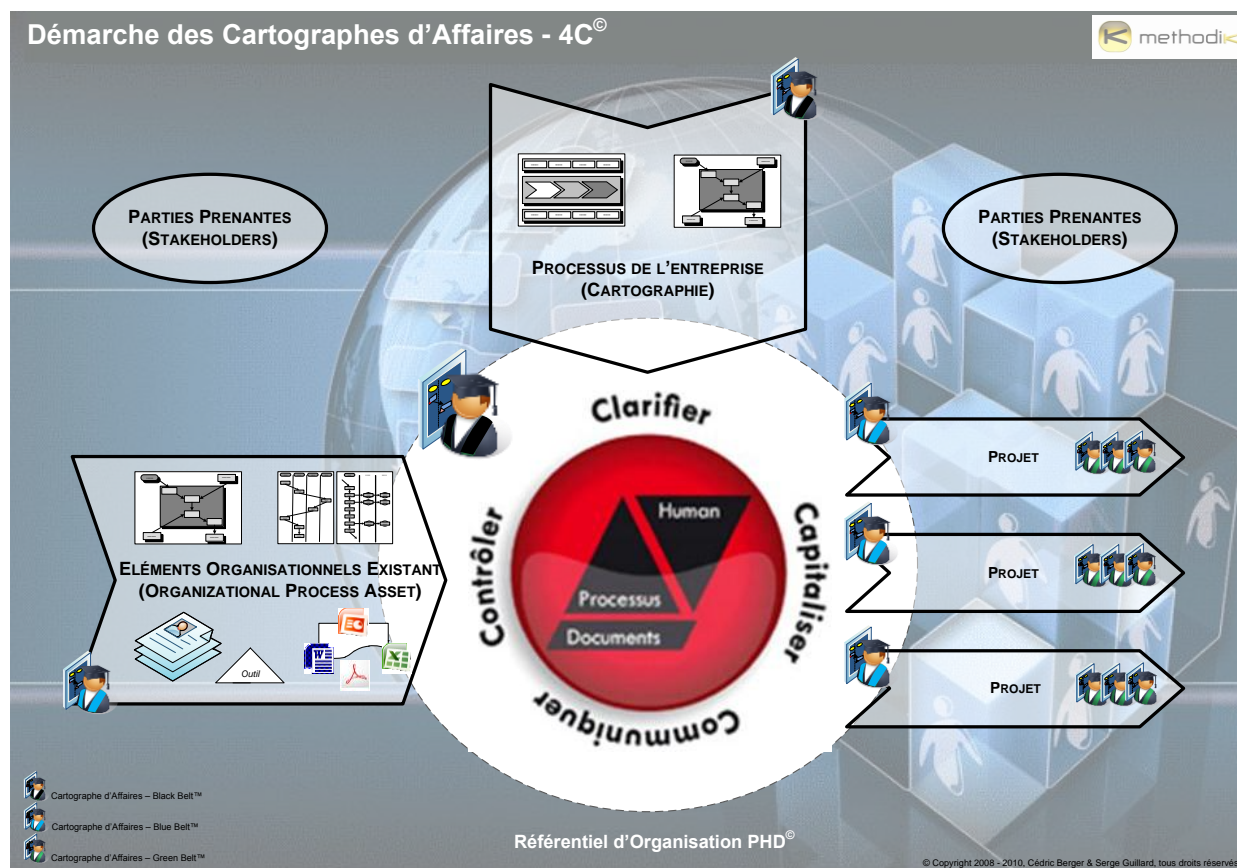 Démarche des Cartographes d'Affaires - 4C©
methodik
PARTIES PRENANTES
(STAKEHOLDERS)
PROCESSUS DE L'ENTREPRISE
(CARTOGRAPHIE)
PARTIES PRENANTES
(STAKEHOLDERS)
Clarifier
Capitaliser
Communiquer
Contrôler
Human
Processus
Documents
ELÉMENTS ORGANISATIONNELS EXISTANT
(ORGANIZATIONAL PROCESS ASSET)
Outil
PROJET
PROJET
PROJET
Cartographe d'Affaires – Black Belt™
Cartographe d'Affaires – Blue Belt™
Cartographe d'Affaires – Green Belt™
Référentiel d'Organisation PHD©
© Copyright 2008 - 2010, Cédric Berger & Serge Guillard, tous droits réservés